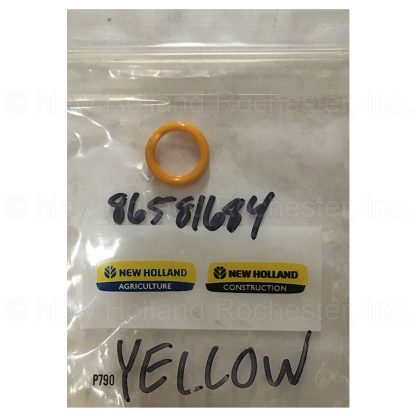 © New Holland Rochester, Inc.
86581684
© New Holland Rochester, Inc.
NEW HOLLAND
AGRICULTURE
NEW HOLLAND
CONSTRUCTION
© New Holland Rochester, Inc.
P790 YELLOW